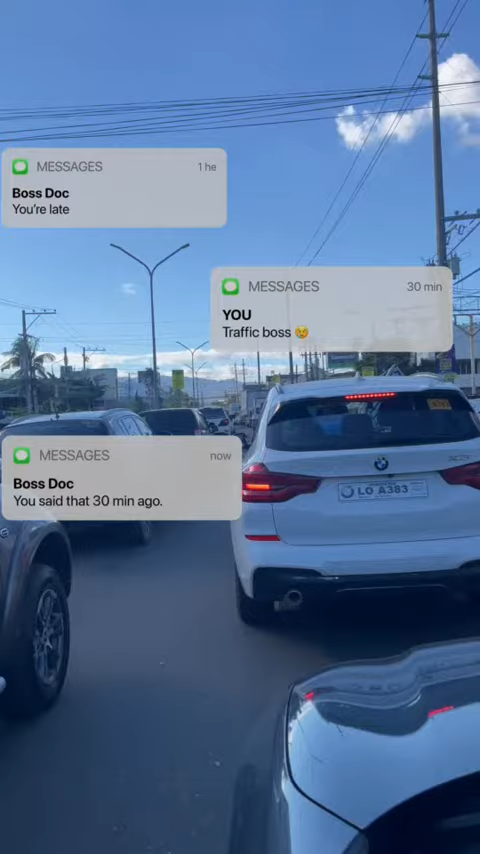 MESSAGES 1 he
Boss Doc
You're late
MESSAGES 30 min
YOU
Traffic boss 😢
MESSAGES now
Boss Doc
You said that 30 min ago.
LO A383